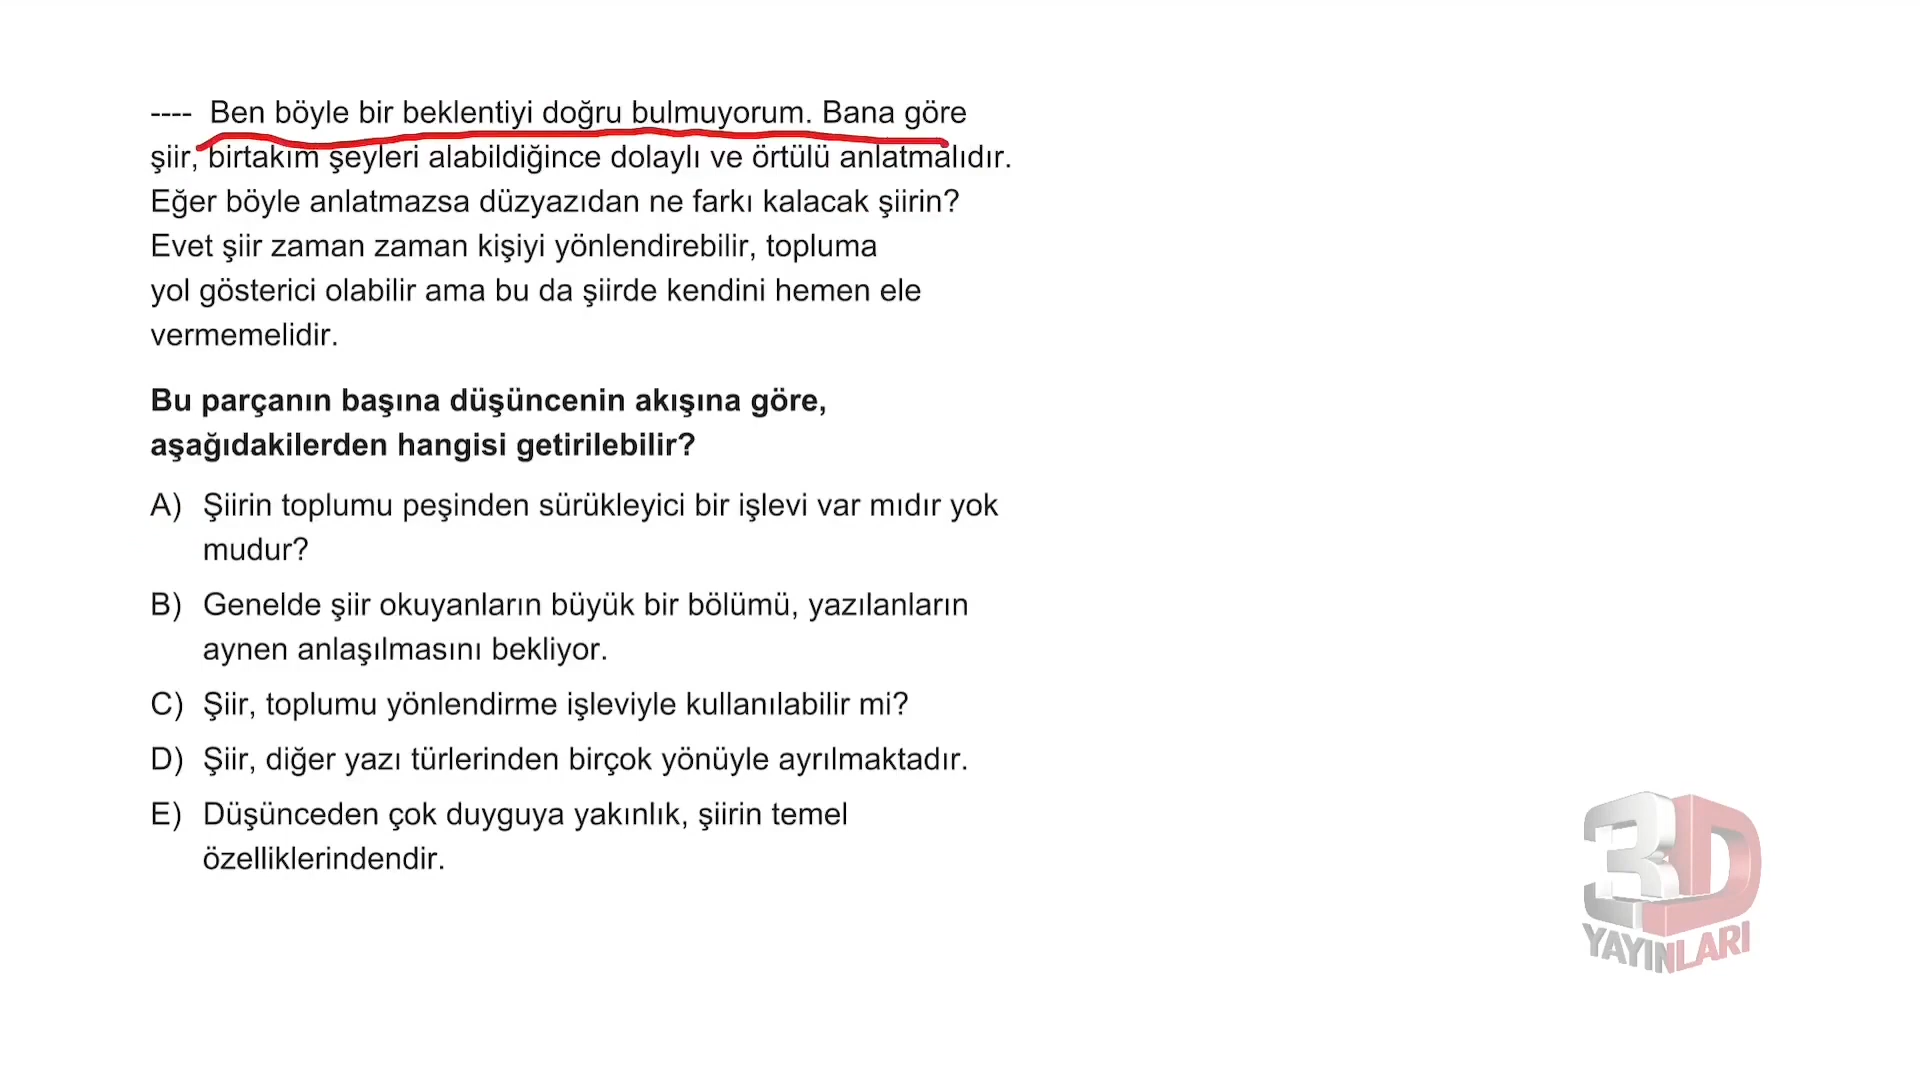 ---- Ben böyle bir beklentiyi doğru bulmuyorum. Bana göre
şiir, birtakım şeyleri alabildiğince dolaylı ve örtülü anlatmalıdır.
Eğer böyle anlatmazsa düzyazıdan ne farkı kalacak şiirin?
Evet şiir zaman zaman kişiyi yönlendirebilir, topluma
yol gösterici olabilir ama bu da şiirde kendini hemen ele
vermemelidir.
Bu parçanın başına düşüncenin akışına göre,
aşağıdakilerden hangisi getirilebilir?
A) Şiirin toplumu peşinden sürükleyici bir işlevi var mıdır yok
mudur?
B) Genelde şiir okuyanların büyük bir bölümü, yazılanların
aynen anlaşılmasını bekliyor.
C) Şiir, toplumu yönlendirme işleviyle kullanılabilir mi?
D) Şiir, diğer yazı türlerinden birçok yönüyle ayrılmaktadır.
E) Düşünceden çok duyguya yakınlık, şiirin temel
özelliklerindendir.
3D
YAYINLARI